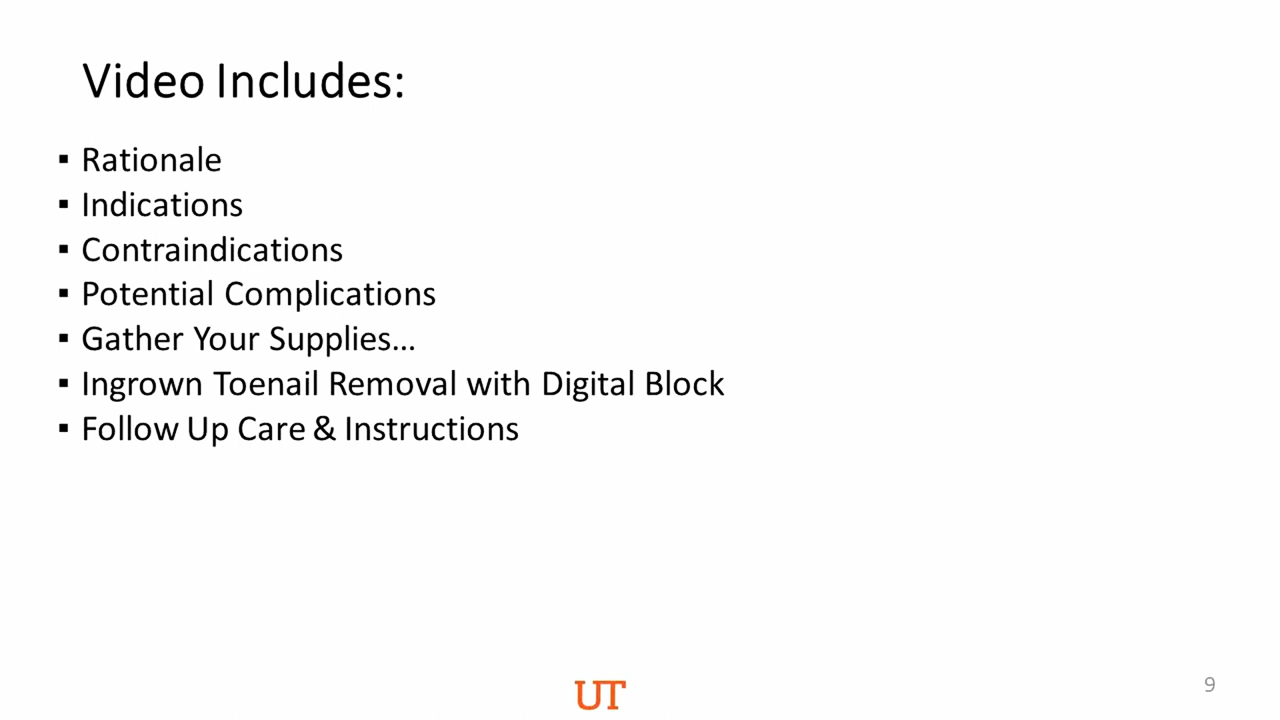 Video Includes:
▪ Rationale
▪ Indications
▪ Contraindications
▪ Potential Complications
▪ Gather Your Supplies...
▪ Ingrown Toenail Removal with Digital Block
▪ Follow Up Care & Instructions
UT
9